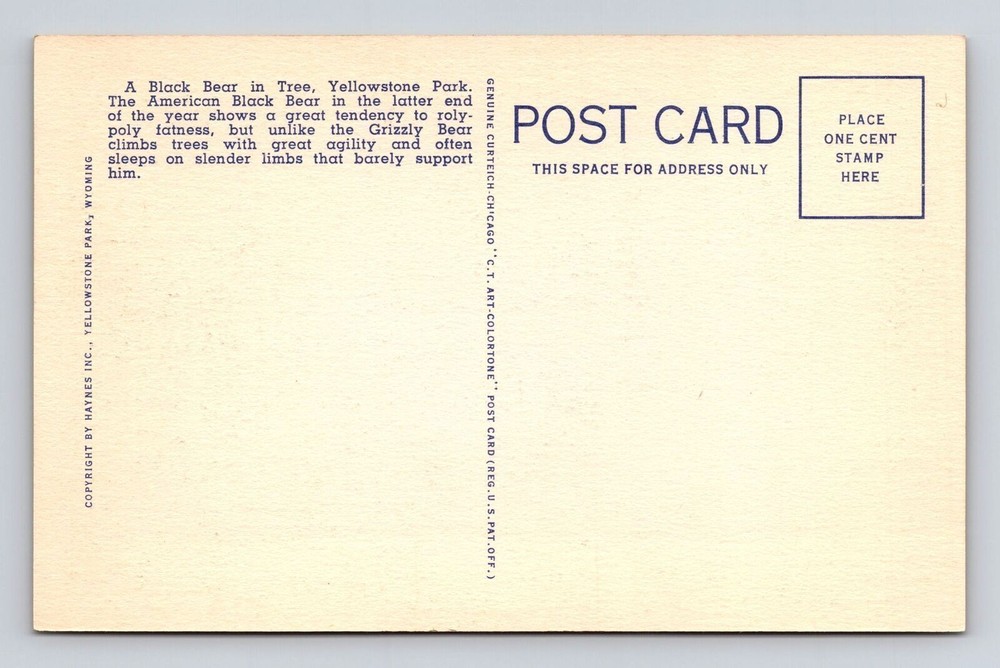 A Black Bear in Tree, Yellowstone Park.
The American Black Bear in the latter end
of the year shows a great tendency to roly-
poly fatness, but unlike the Grizzly Bear
climbs trees with great agility and often
sleeps on slender limbs that barely support
him.
COPYRIGHT BY HAYNES INC., YELLOWSTONE PARK, WYOMING
GENUINE CURTEICH-CHICAGO "C.T. ART-COLORTONE" POST CARD (REG. U.S. PAT. OFF.)
POST CARD
THIS SPACE FOR ADDRESS ONLY
PLACE
ONE CENT
STAMP
HERE